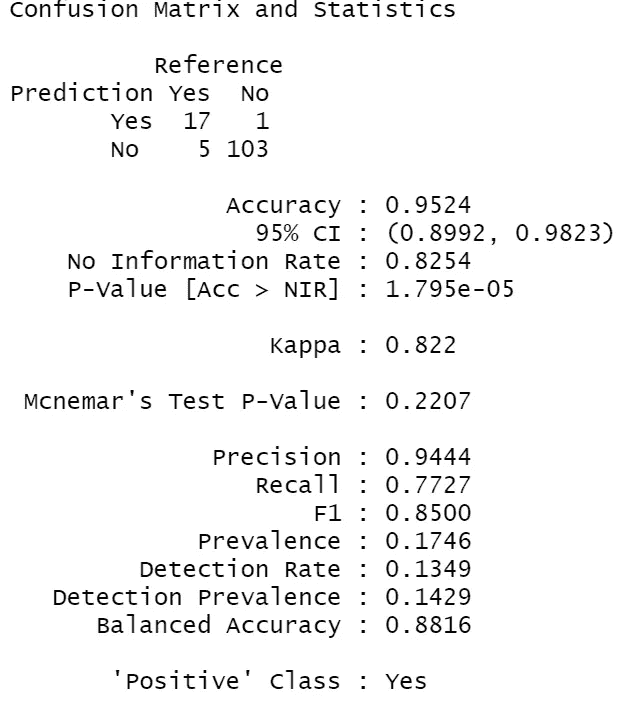 Confusion Matrix and Statistics
Reference
Prediction Yes No
Yes 17 1
No 5 103
Accuracy : 0.9524
95% CI : (0.8992, 0.9823)
No Information Rate : 0.8254
P-Value [Acc > NIR] : 1.795e-05
Kappa : 0.822
Mcnemar's Test P-Value : 0.2207
Precision : 0.9444
Recall : 0.7727
F1 : 0.8500
Prevalence : 0.1746
Detection Rate : 0.1349
Detection Prevalence : 0.1429
Balanced Accuracy : 0.8816
'Positive' Class : Yes